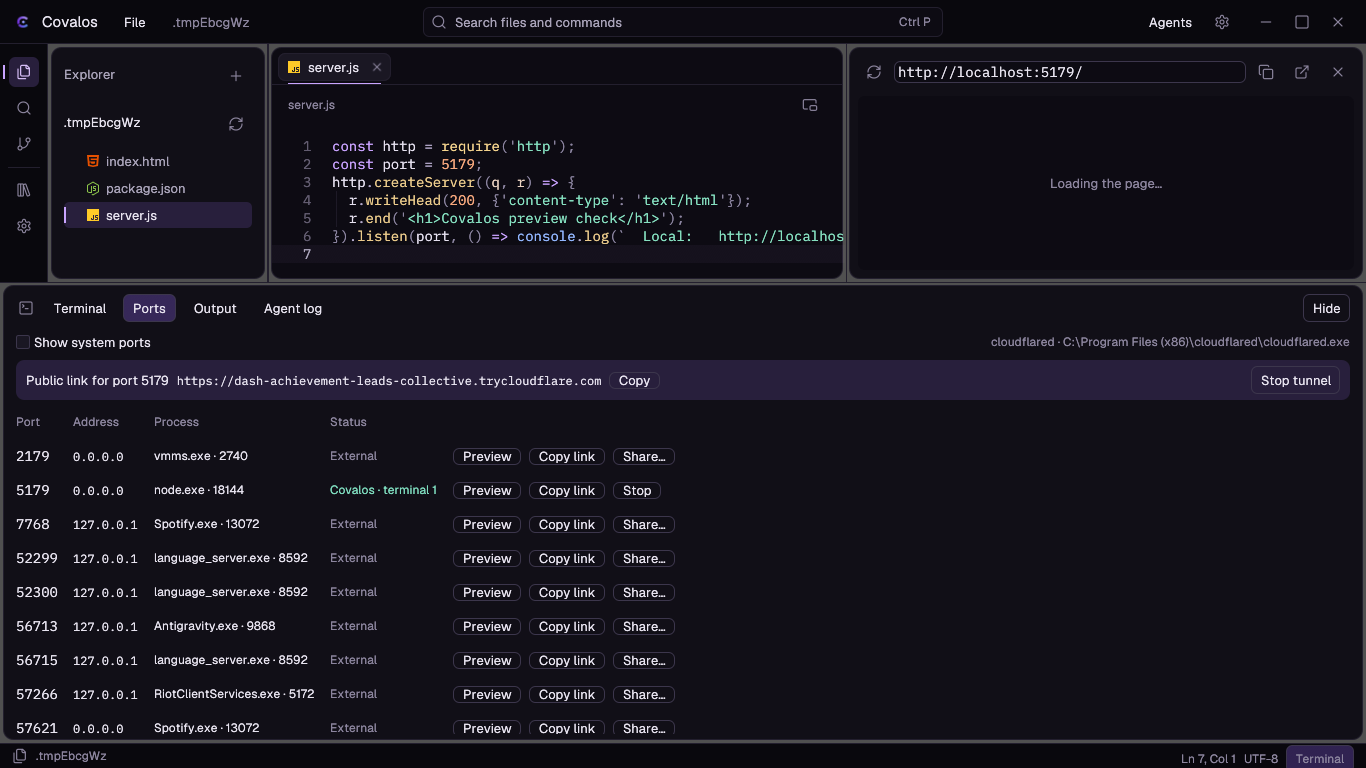 Covalos File .tmpEbcgWz Search files and commands Ctrl P Agents
Explorer
.tmpEbcgWz
index.html
package.json
server.js
server.js
server.js
1 const http = require('http');
2 const port = 5179;
3 http.createServer((q, r) => {
4 r.writeHead(200, {'content-type': 'text/html'});
5 r.end('<h1>Covalos preview check</h1>');
6 }).listen(port, () => console.log(` Local: http://localhos
7
http://localhost:5179/
Loading the page…
Terminal Ports Output Agent log Hide
Show system ports cloudflared · C:\Program Files (x86)\cloudflared\cloudflared.exe
Public link for port 5179 https://dash-achievement-leads-collective.trycloudflare.com Copy Stop tunnel
Port Address Process Status
2179 0.0.0.0 vmms.exe · 2740 External Preview Copy link Share…
5179 0.0.0.0 node.exe · 18144 Covalos · terminal 1 Preview Copy link Stop
7768 127.0.0.1 Spotify.exe · 13072 External Preview Copy link Share…
52299 127.0.0.1 language_server.exe · 8592 External Preview Copy link Share…
52300 127.0.0.1 language_server.exe · 8592 External Preview Copy link Share…
56713 127.0.0.1 Antigravity.exe · 9868 External Preview Copy link Share…
56715 127.0.0.1 language_server.exe · 8592 External Preview Copy link Share…
57266 127.0.0.1 RiotClientServices.exe · 5172 External Preview Copy link Share…
57621 0.0.0.0 Spotify.exe · 13072 External Preview Copy link Share…
.tmpEbcgWz Ln 7, Col 1 UTF-8 Terminal